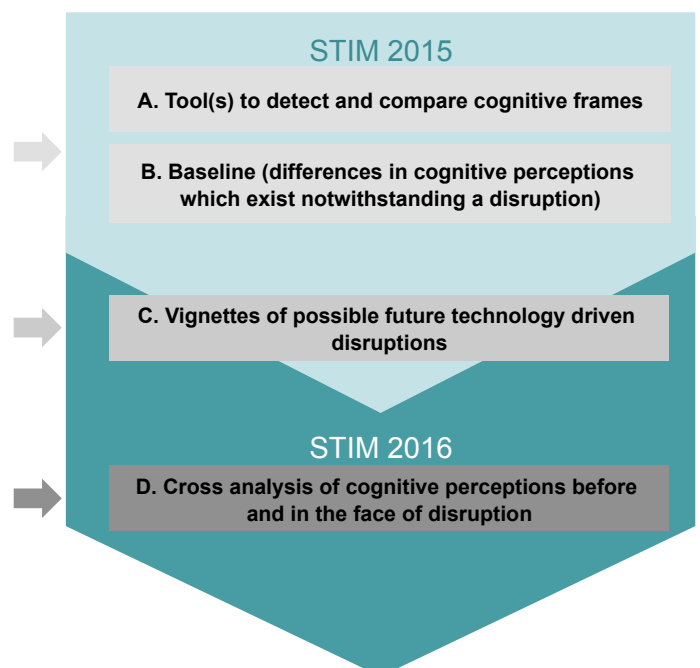 STIM 2015
A. Tool(s) to detect and compare cognitive frames
B. Baseline (differences in cognitive perceptions
which exist notwithstanding a disruption)
C. Vignettes of possible future technology driven
disruptions
STIM 2016
D. Cross analysis of cognitive perceptions before
and in the face of disruption